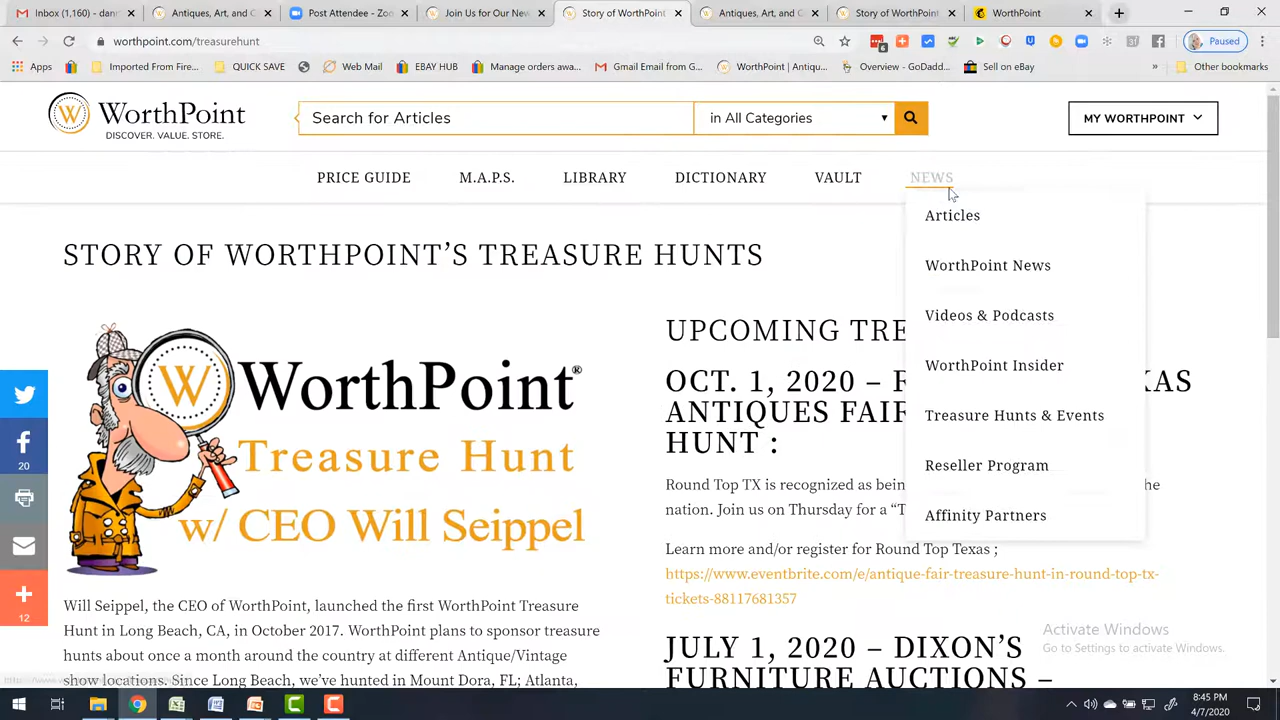 Inbox (1,160) - danr
Antiques, Art, and C
Post Attendee - Zoo
Join Us for Our New
Story of WorthPoint
Antiques, Art, and C
Story of WorthPoint
WorthPoint
worthpoint.com/treasurehunt
6
Paused
Apps
Imported From Firef...
QUICK SAVE
Web Mail
EBAY HUB
Manage orders awa...
Gmail Email from G...
WorthPoint | Antiqu...
Overview - GoDadd...
Sell on eBay
»
Other bookmarks
W
WorthPoint
DISCOVER. VALUE. STORE.
Search for Articles
in All Categories
MY WORTHPOINT
PRICE GUIDE
M.A.P.S.
LIBRARY
DICTIONARY
VAULT
NEWS
Articles
WorthPoint News
Videos & Podcasts
WorthPoint Insider
Treasure Hunts & Events
Reseller Program
Affinity Partners
STORY OF WORTHPOINT'S TREASURE HUNTS
20
12
W
WorthPoint®
Treasure Hunt
w/ CEO Will Seippel
Will Seippel, the CEO of WorthPoint, launched the first WorthPoint Treasure
Hunt in Long Beach, CA, in October 2017. WorthPoint plans to sponsor treasure
hunts about once a month around the country at different Antique/Vintage
show locations. Since Long Beach, we've hunted in Mount Dora, FL; Atlanta,
UPCOMING TRE
OCT. 1, 2020 – R XAS
ANTIQUES FAIR
HUNT :
Round Top TX is recognized as bein the
nation. Join us on Thursday for a “T
Learn more and/or register for Round Top Texas ;
https://www.eventbrite.com/e/antique-fair-treasure-hunt-in-round-top-tx-
tickets-88117681357
JULY 1, 2020 – DIXON'S
FURNITURE AUCTIONS –
Activate Windows
Go to Settings to activate Windows.
8:45 PM
4/7/2020